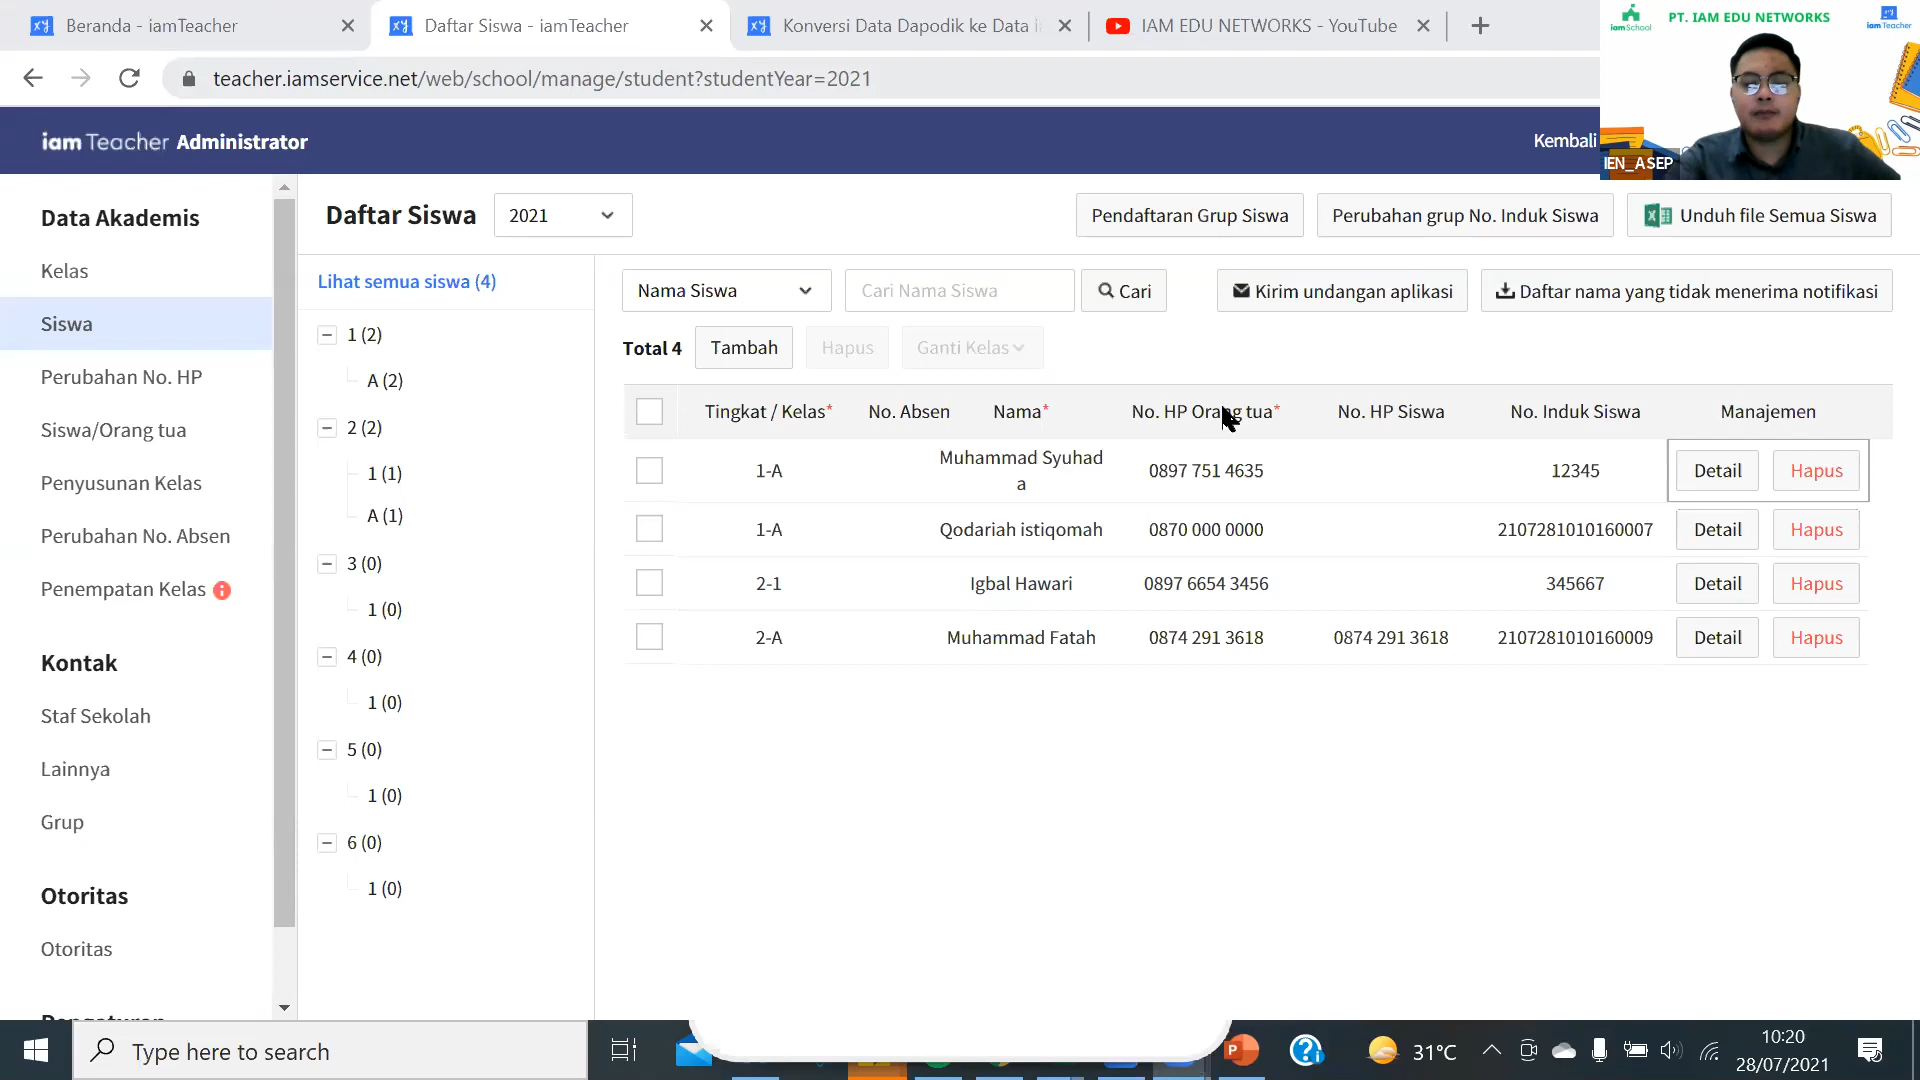 Beranda - iamTeacher
Daftar Siswa - iamTeacher
Konversi Data Dapodik ke Data i
IAM EDU NETWORKS - YouTube
teacher.iamservice.net/web/school/manage/student?studentYear=2021
iamSchool
PT. IAM EDU NETWORKS
iam Teacher
IEN_ASEP
iam Teacher Administrator
Kembali
Data Akademis
Kelas
Siswa
Perubahan No. HP
Siswa/Orang tua
Penyusunan Kelas
Perubahan No. Absen
Penempatan Kelas
Kontak
Staf Sekolah
Lainnya
Grup
Otoritas
Otoritas
Pengaturan
Daftar Siswa 2021
Pendaftaran Grup Siswa
Perubahan grup No. Induk Siswa
Unduh file Semua Siswa
Lihat semua siswa (4)
1 (2)
A (2)
2 (2)
1 (1)
A (1)
3 (0)
1 (0)
4 (0)
1 (0)
5 (0)
1 (0)
6 (0)
1 (0)
Nama Siswa
Cari Nama Siswa
Cari
Kirim undangan aplikasi
Daftar nama yang tidak menerima notifikasi
Total 4 Tambah Hapus Ganti Kelas
Tingkat / Kelas* No. Absen Nama* No. HP Orang tua* No. HP Siswa No. Induk Siswa Manajemen
1-A Muhammad Syuhad
a 0897 751 4635 12345 Detail Hapus
1-A Qodariah istiqomah 0870 000 0000 2107281010160007 Detail Hapus
2-1 Igbal Hawari 0897 6654 3456 345667 Detail Hapus
2-A Muhammad Fatah 0874 291 3618 0874 291 3618 2107281010160009 Detail Hapus
Type here to search
31°C
10:20
28/07/2021